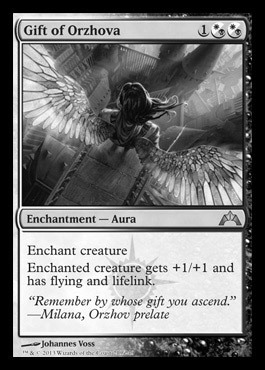 Gift of Orzhova 1
Enchantment — Aura
Enchant creature
Enchanted creature gets +1/+1 and
has flying and lifelink.
“Remember by whose gift you ascend.”
—Milana, Orzhov prelate
Johannes Voss
™ & © 2013 Wizards of the Coast